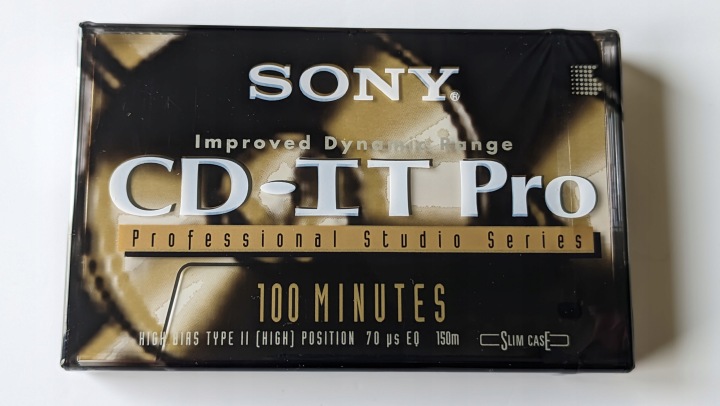 SONY®
Improved Dynamic Range
CD·IT Pro
Professional Studio Series
100 MINUTES
HIGH BIAS TYPE II (HIGH) POSITION 70 µs EQ 150m SLIM CASE